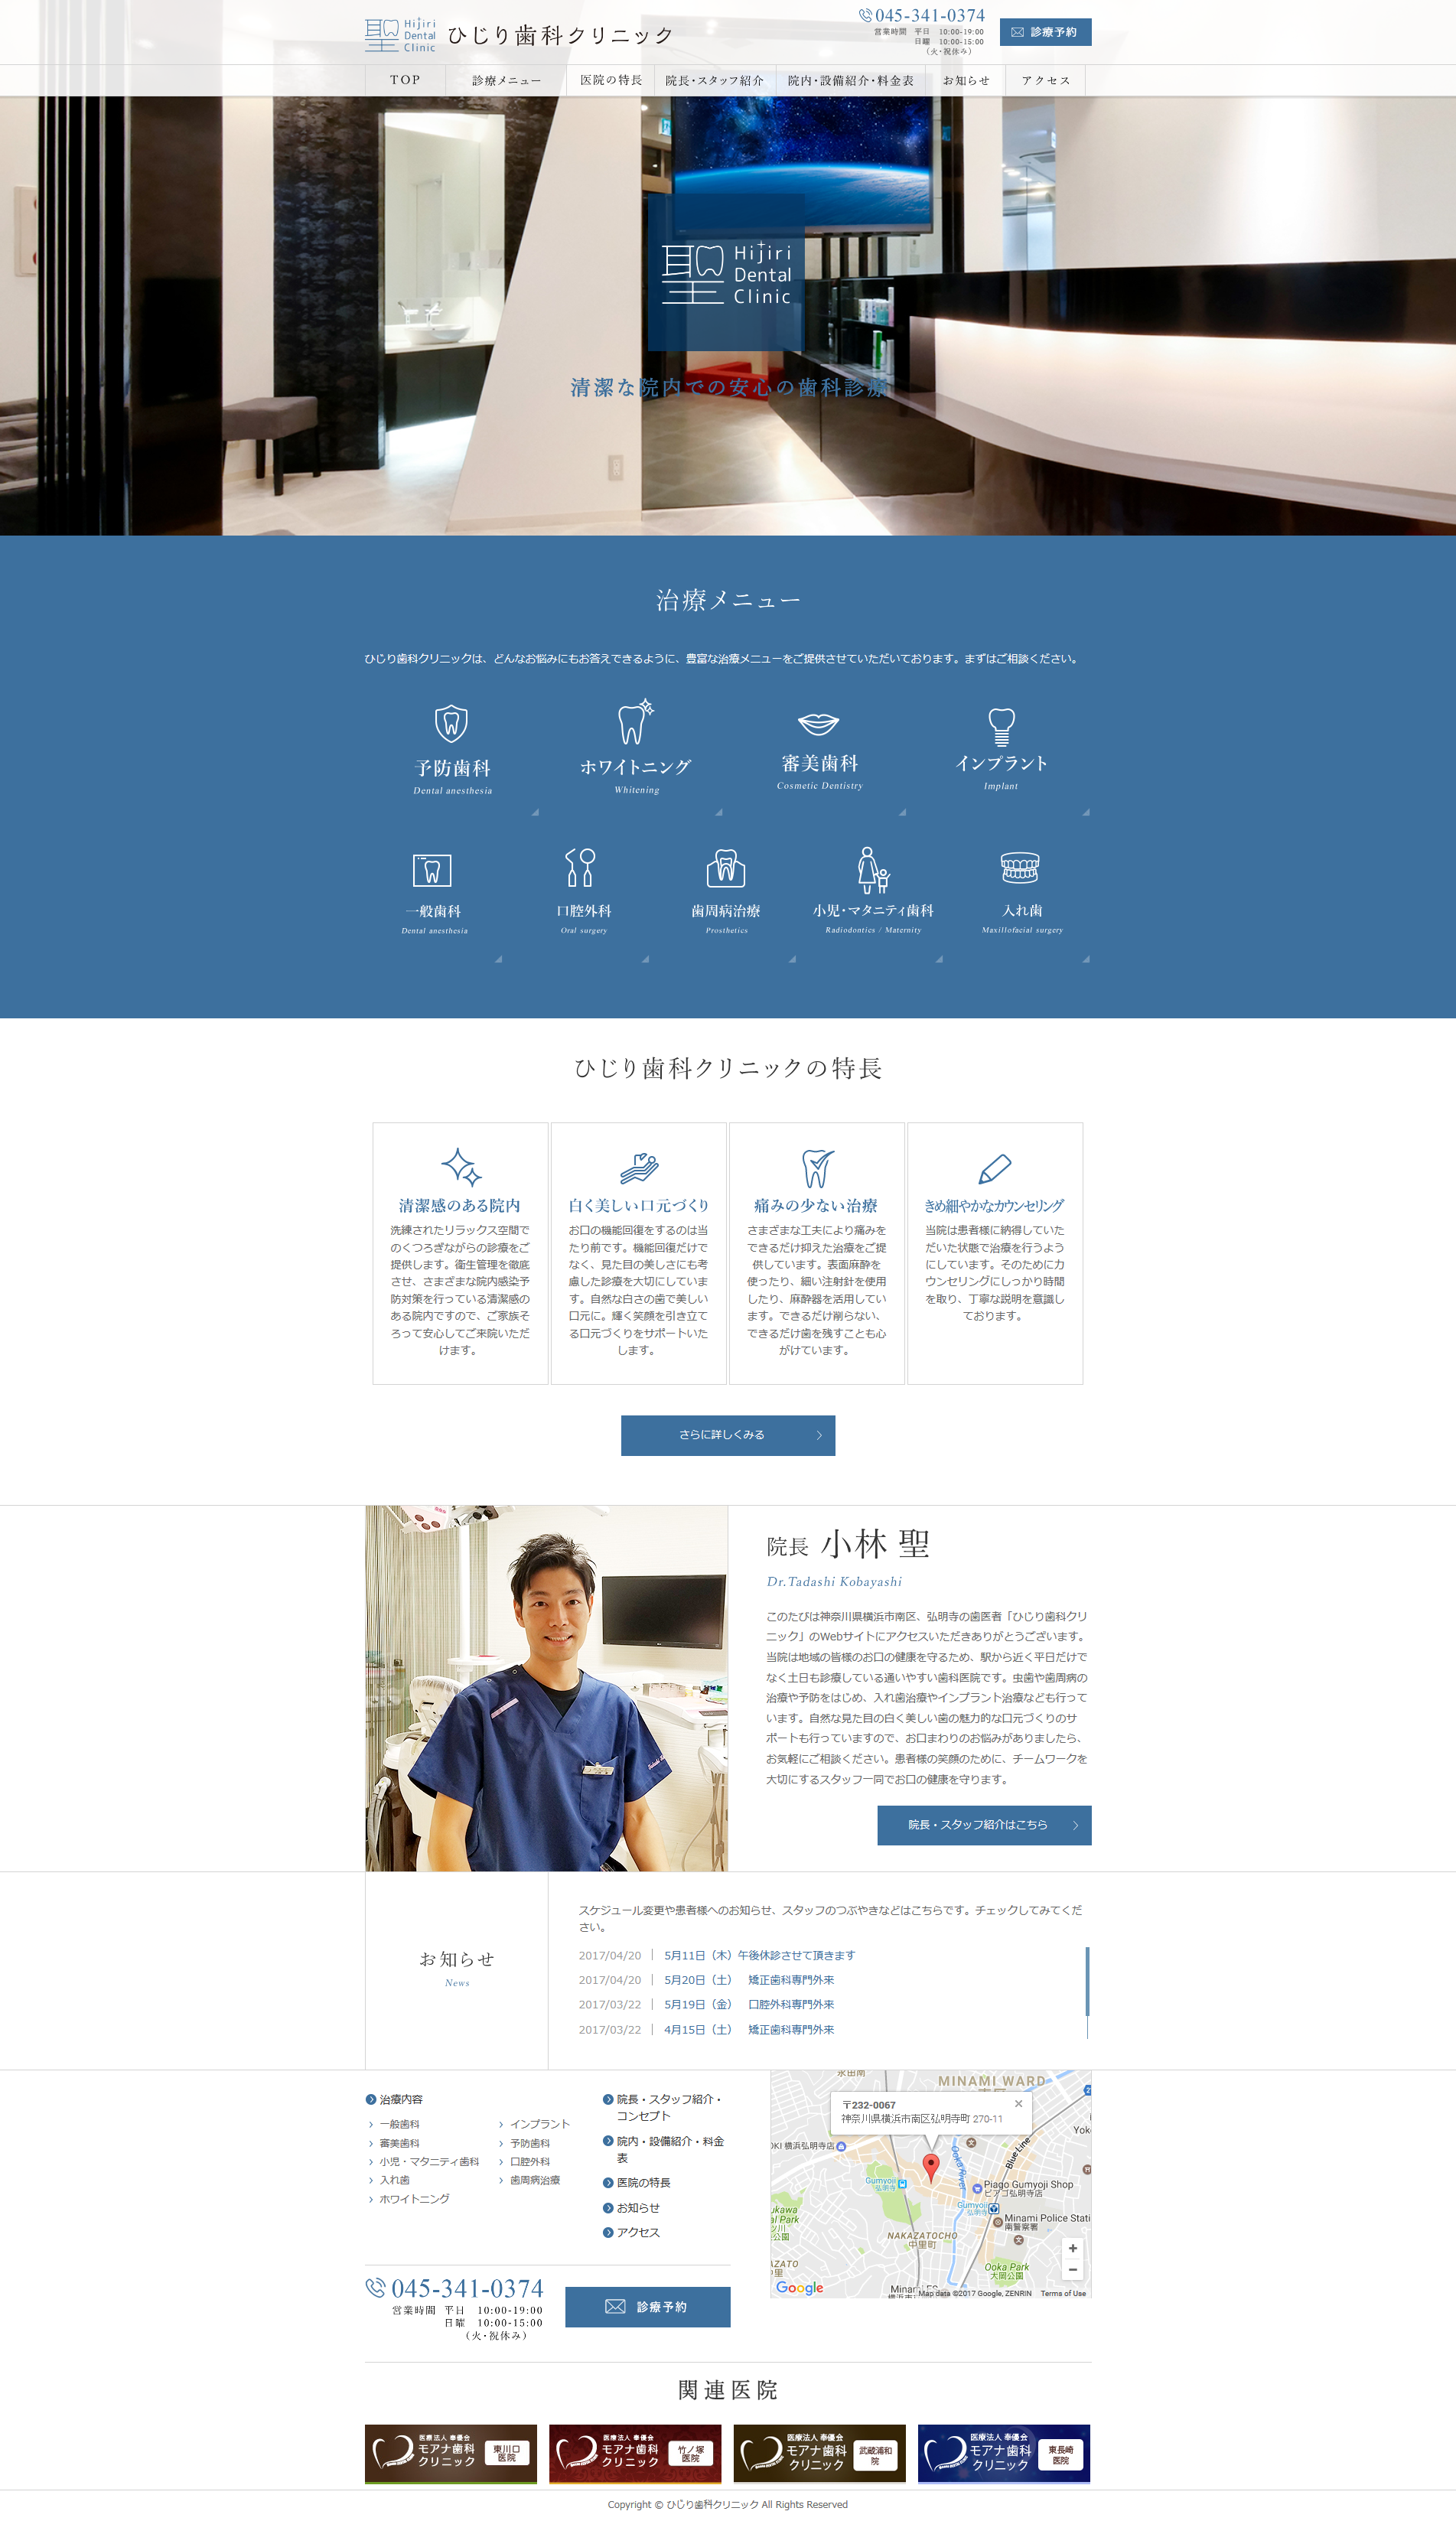 聖 Hijiri Dental Clinic ひじり歯科クリニック
045-341-0374
営業時間 平日 10:00-19:00
日曜 10:00-15:00
（火・祝休み）
診療予約
TOP 診療メニュー 医院の特長 院長・スタッフ紹介 院内・設備紹介・料金表 お知らせ アクセス
聖 Hijiri
Dental
Clinic
清潔な院内での安心の歯科診療
治療メニュー
ひじり歯科クリニックは、どんなお悩みにもお答えできるように、豊富な治療メニューをご提供させていただいております。まずはご相談ください。
予防歯科 ホワイトニング 審美歯科 インプラント
Dental anesthesia Whitening Cosmetic Dentistry Implant
一般歯科 口腔外科 歯周病治療 小児・マタニティ歯科 入れ歯
Dental anesthesia Oral surgery Prosthetics Radiodontics / Maternity Maxillofacial surgery
ひじり歯科クリニックの特長
清潔感のある院内
洗練されたリラックス空間で
のくつろぎながらの診療をご
提供します。衛生管理を徹底
させ、さまざまな院内感染予
防対策を行っている清潔感の
ある院内ですので、ご家族そ
ろって安心してご来院いただ
けます。
白く美しい口元づくり
お口の機能回復をするのは当
たり前です。機能回復だけで
なく、見た目の美しさにも考
慮した診療を大切にしていま
す。自然な白さの歯で美しい
口元に。輝く笑顔を引き立て
る口元づくりをサポートいた
します。
痛みの少ない治療
さまざまな工夫により痛みを
できるだけ抑えた治療をご提
供しています。表面麻酔を
使ったり、細い注射針を使用
したり、麻酔器を活用してい
ます。できるだけ削らない、
できるだけ歯を残すことも心
がけています。
きめ細やかなカウンセリング
当院は患者様に納得していた
だいた状態で治療を行うよう
にしています。そのためにカ
ウンセリングにしっかり時間
を取り、丁寧な説明を意識し
ております。
さらに詳しくみる
院長 小林 聖
Dr.Tadashi Kobayashi
このたびは神奈川県横浜市南区、弘明寺の歯医者「ひじり歯科クリ
ニック」のWebサイトにアクセスいただきありがとうございます。
当院は地域の皆様のお口の健康を守るため、駅から近く平日だけで
なく土日も診療している通いやすい歯科医院です。虫歯や歯周病の
治療や予防をはじめ、入れ歯治療やインプラント治療なども行って
います。自然な見た目の白く美しい歯の魅力的な口元づくりのサ
ポートも行っていますので、お口まわりのお悩みがありましたら、
お気軽にご相談ください。患者様の笑顔のために、チームワークを
大切にするスタッフ一同でお口の健康を守ります。
院長・スタッフ紹介はこちら
お知らせ
News
スケジュール変更や患者様へのお知らせ、スタッフのつぶやきなどはこちらです。チェックしてみてくだ
さい。
2017/04/20 5月11日（木）午後休診させて頂きます
2017/04/20 5月20日（土） 矯正歯科専門外来
2017/03/22 5月19日（金） 口腔外科専門外来
2017/03/22 4月15日（土） 矯正歯科専門外来
治療内容
一般歯科
審美歯科
小児・マタニティ歯科
入れ歯
ホワイトニング
インプラント
予防歯科
口腔外科
歯周病治療
院長・スタッフ紹介・
コンセプト
院内・設備紹介・料金
表
医院の特長
お知らせ
アクセス
永田南
MINAMI WARD
〒232-0067
神奈川県横浜市南区弘明寺町 270-11
横浜弘明寺店
Gumyoji
弘明寺
Ooka River
Blue Line
Piago Gumyoji Shop
ピアゴ弘明寺店
Gumyoji
弘明寺
Minami Police Stati
南警察署
NAKAZATOCHO
中里町
Ooka Park
大岡公園
Google
Map data ©2017 Google, ZENRIN Terms of Use
045-341-0374
営業時間 平日 10:00-19:00
日曜 10:00-15:00
（火・祝休み）
診療予約
関連医院
医療法人 奉優会
モアナ歯科
クリニック
東川口
医院
医療法人 奉優会
モアナ歯科
クリニック
竹ノ塚
医院
医療法人 奉優会
モアナ歯科
クリニック
武蔵浦和
院
医療法人 奉優会
モアナ歯科
クリニック
東長崎
医院
Copyright © ひじり歯科クリニック All Rights Reserved